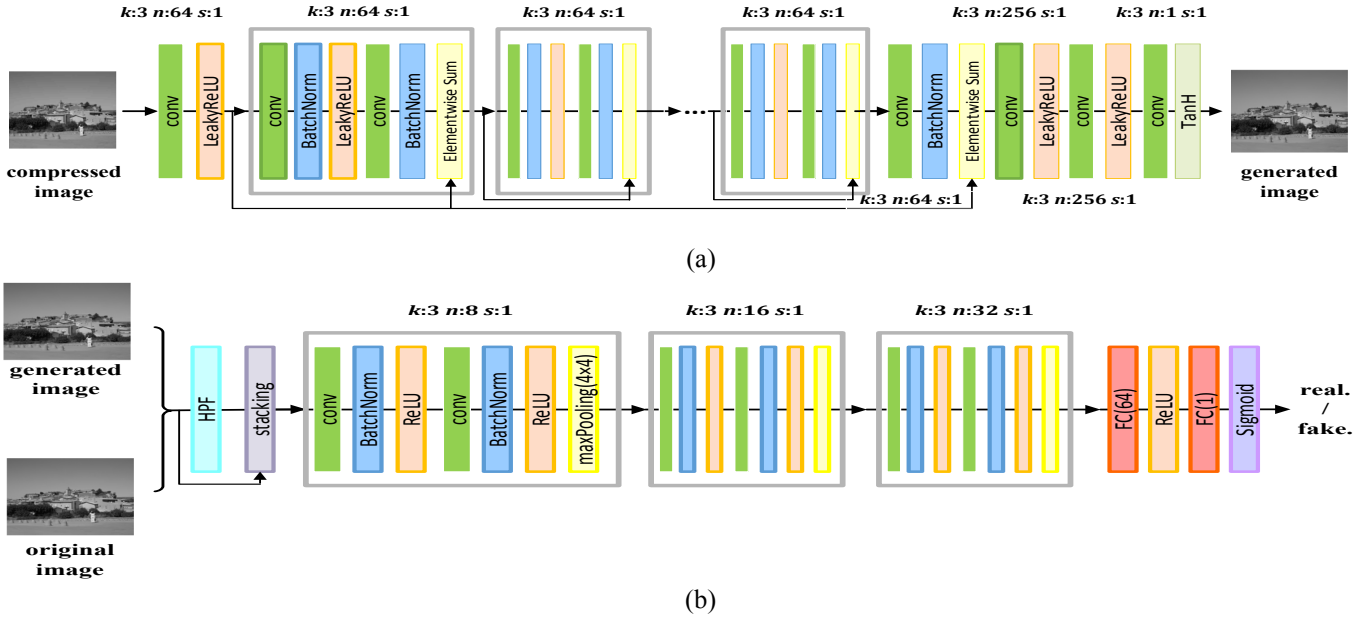 k:3 n:64 s:1
k:3 n:64 s:1
k:3 n:64 s:1
k:3 n:64 s:1
k:3 n:256 s:1
k:3 n:1 s:1
compressed
image
conv
LeakyReLU
conv
BatchNorm
LeakyReLU
conv
BatchNorm
Elementwise Sum
...
conv
BatchNorm
Elementwise Sum
conv
LeakyReLU
conv
LeakyReLU
conv
TanH
generated
image
k:3 n:64 s:1
k:3 n:256 s:1
(a)
generated
image
original
image
HPF
stacking
k:3 n:8 s:1
k:3 n:16 s:1
k:3 n:32 s:1
conv
BatchNorm
ReLU
conv
BatchNorm
ReLU
maxPooling(4×4)
FC(64)
ReLU
FC(1)
Sigmoid
real.
/
fake.
(b)